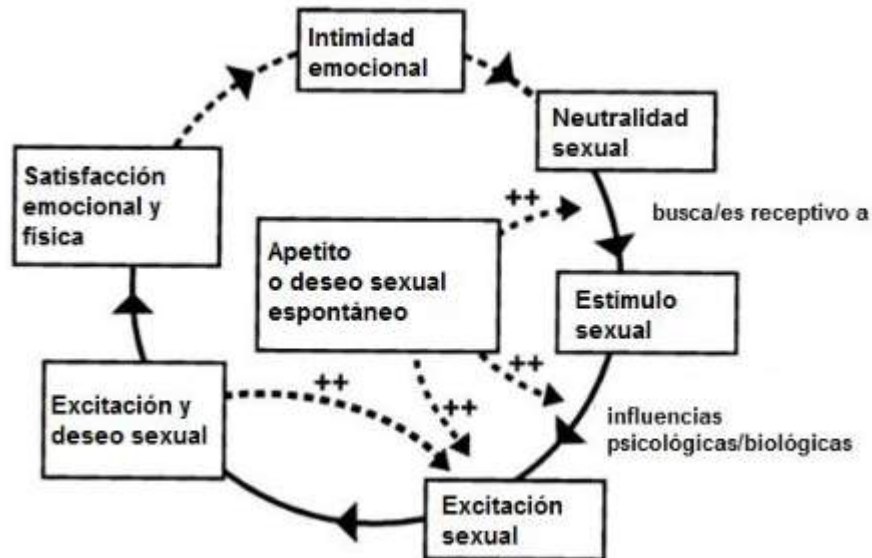 Intimidad
emocional
Neutralidad
sexual
++
busca/es receptivo a
Satisfacción
emocional y
física
Apetito
o deseo sexual
espontáneo
Estímulo
sexual
++
++
++
Excitación y
deseo sexual
influencias
psicológicas/biológicas
Excitación
sexual